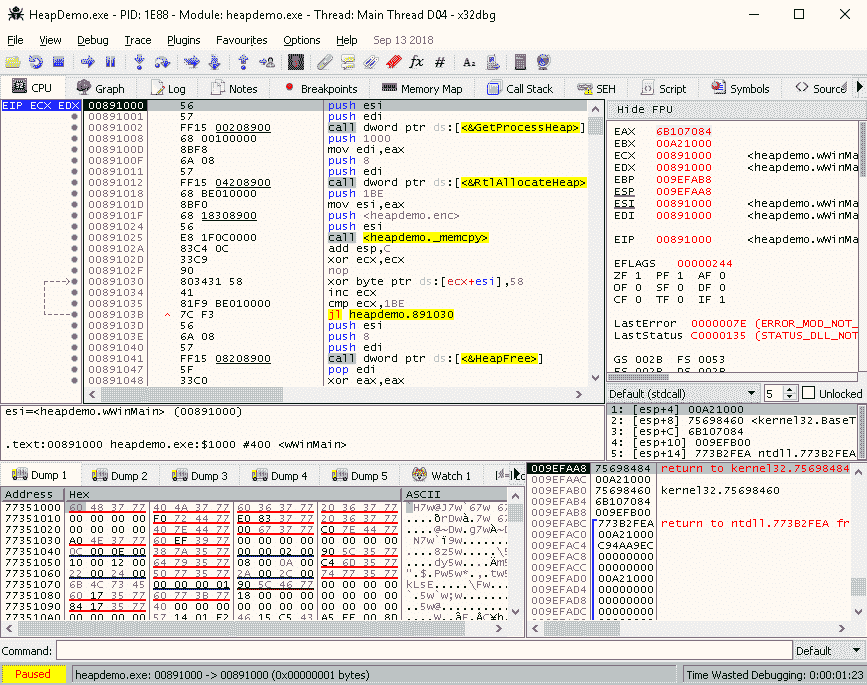 HeapDemo.exe - PID: 1E88 - Module: heapdemo.exe - Thread: Main Thread D04 - x32dbg
File View Debug Trace Plugins Favourites Options Help Sep 13 2018
CPU Graph Log Notes Breakpoints Memory Map Call Stack SEH Script Symbols Source
EIP ECX EDX 00891000 56 push esi
00891001 57 push edi
00891002 FF15 00208900 call dword ptr ds:[<&GetProcessHeap>]
00891008 68 00100000 push 1000
0089100D 8BF8 mov edi,eax
0089100F 6A 08 push 8
00891011 57 push edi
00891012 FF15 04208900 call dword ptr ds:[<&RtlAllocateHeap>
00891018 68 BE010000 push 1BE
0089101D 8BF0 mov esi,eax
0089101F 68 18308900 push <heapdemo.enc>
00891024 56 push esi
00891025 E8 1F0C0000 call <heapdemo._memcpy>
0089102A 83C4 0C add esp,C
0089102D 33C9 xor ecx,ecx
0089102F 90 nop
00891030 803431 58 xor byte ptr ds:[ecx+esi],58
00891034 41 inc ecx
00891035 81F9 BE010000 cmp ecx,1BE
0089103B 7C F3 jl heapdemo.891030
0089103D 56 push esi
0089103E 6A 08 push 8
00891040 57 push edi
00891041 FF15 08208900 call dword ptr ds:[<&HeapFree>]
00891047 5F pop edi
00891048 33C0 xor eax,eax
Hide FPU
EAX 6B107084
EBX 00A21000
ECX 00891000 <heapdemo.wWinMa
EDX 00891000 <heapdemo.wWinMa
EBP 009EFAB8
ESP 009EFAA8
ESI 00891000 <heapdemo.wWinMa
EDI 00891000 <heapdemo.wWinMa
EIP 00891000 <heapdemo.wWinMa
EFLAGS 00000244
ZF 1 PF 1 AF 0
OF 0 SF 0 DF 0
CF 0 TF 0 IF 1
LastError 0000007E (ERROR_MOD_NOT_
LastStatus C0000135 (STATUS_DLL_NOT
GS 002B FS 0053
Default (stdcall) 5 Unlocked
1: [esp+4] 00A21000
2: [esp+8] 75698460 <kernel32.BaseT
3: [esp+C] 6B107084
4: [esp+10] 009EFB00
5: [esp+14] 773B2FEA ntdll.773B2FEA
esi=<heapdemo.wWinMain> (00891000)
.text:00891000 heapdemo.exe:$1000 #400 <wWinMain>
Dump 1 Dump 2 Dump 3 Dump 4 Dump 5 Watch 1
Address Hex ASCII
77351000 60 48 37 77 40 4A 37 77 60 36 37 77 20 36 37 77
77351010 00 00 00 00 F0 72 44 77 E0 83 37 77 20 36 37 77
77351020 00 00 00 00 40 7E 44 77 00 67 37 77 C0 7E 44 77
77351030 A0 4E 37 77 60 EF 39 77 00 00 00 00 00 00 00 00
77351040 0C 00 0E 00 38 7A 35 77 00 00 02 00 90 5C 35 77
77351050 10 00 12 00 64 79 35 77 08 00 0A 00 C4 6D 35 77
77351060 22 00 24 00 50 77 35 77 2A 00 2C 00 74 77 35 77
77351070 6B 4C 73 45 00 00 00 01 90 5C 46 77 00 00 00 00
77351080 60 17 35 77 60 77 3B 77 18 00 00 00 00 00 00 00
77351090 84 17 35 77 40 00 00 00 00 00 00 00 00 00 00 00
009EFAA8 75698484 return to kernel32.75698484
009EFAAC 00A21000
009EFAB0 75698460 kernel32.75698460
009EFAB4 6B107084
009EFAB8 009EFB00
009EFABC 773B2FEA return to ntdll.773B2FEA fr
009EFAC0 00A21000
009EFAC4 C94AA9EC
009EFAC8 00000000
009EFACC 00000000
009EFAD0 00A21000
009EFAD4 00000000
009EFAD8 00000000
009EFADC 00000000
009EFAE0 00000000
Command: Default
Paused heapdemo.exe: 00891000 -> 00891000 (0x00000001 bytes) Time Wasted Debugging: 0:00:01:23